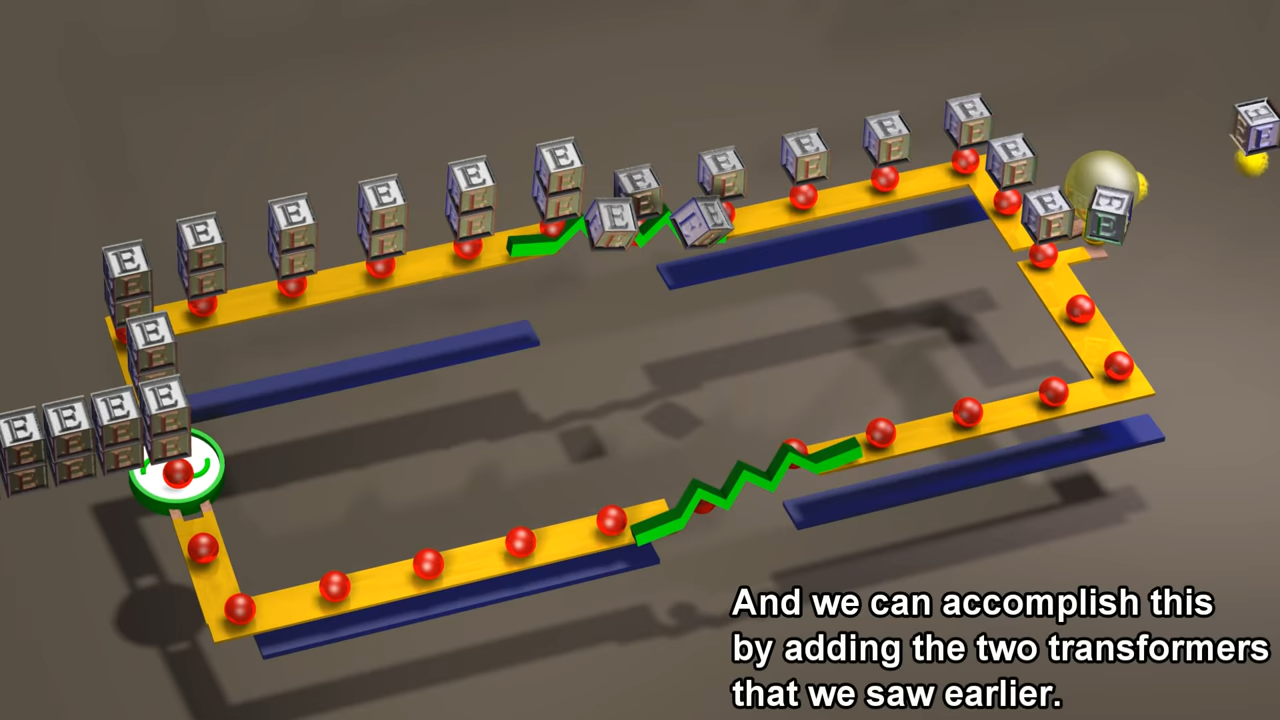 And we can accomplish this
by adding the two transformers
that we saw earlier.